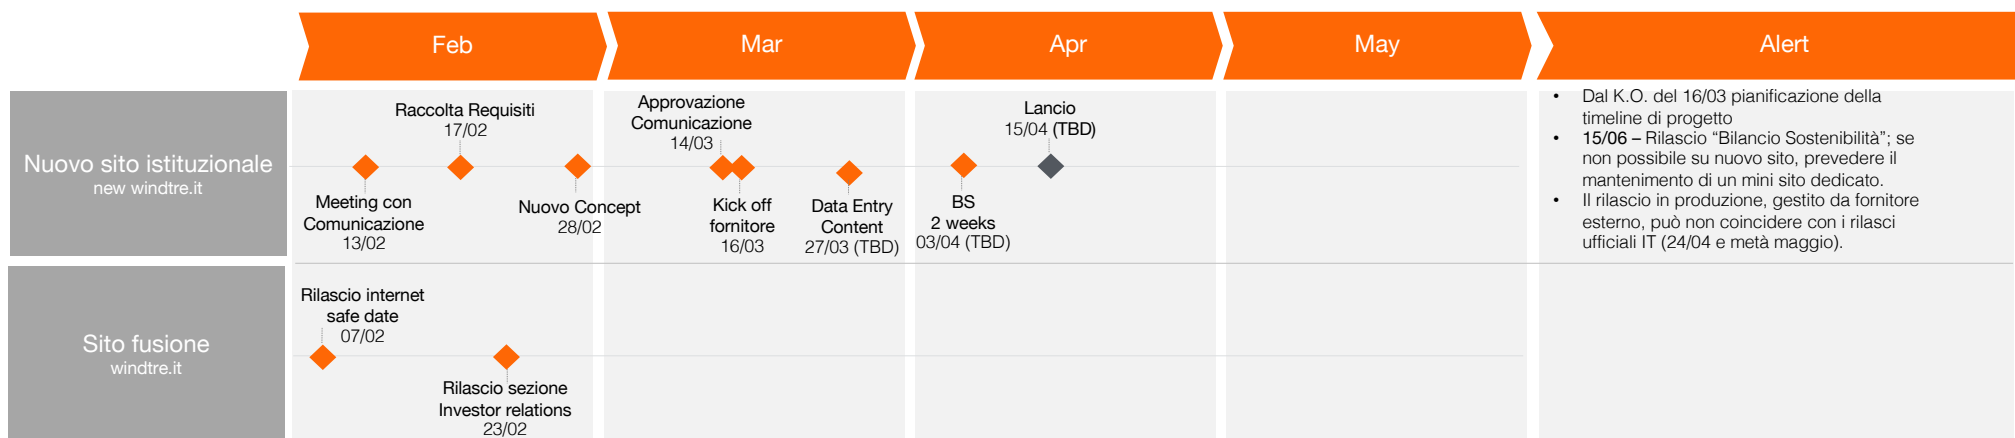 Feb
Mar
Apr
May
Alert
Nuovo sito istituzionale
new windtre.it
Raccolta Requisiti
17/02
Meeting con
Comunicazione
13/02
Nuovo Concept
28/02
Approvazione
Comunicazione
14/03
Kick off
fornitore
16/03
Data Entry
Content
27/03 (TBD)
BS
2 weeks
03/04 (TBD)
Lancio
15/04 (TBD)
• Dal K.O. del 16/03 pianificazione della
timeline di progetto
• 15/06 – Rilascio “Bilancio Sostenibilità”; se
non possibile su nuovo sito, prevedere il
mantenimento di un mini sito dedicato.
• Il rilascio in produzione, gestito da fornitore
esterno, può non coincidere con i rilasci
ufficiali IT (24/04 e metà maggio).
Sito fusione
windtre.it
Rilascio internet
safe date
07/02
Rilascio sezione
Investor relations
23/02